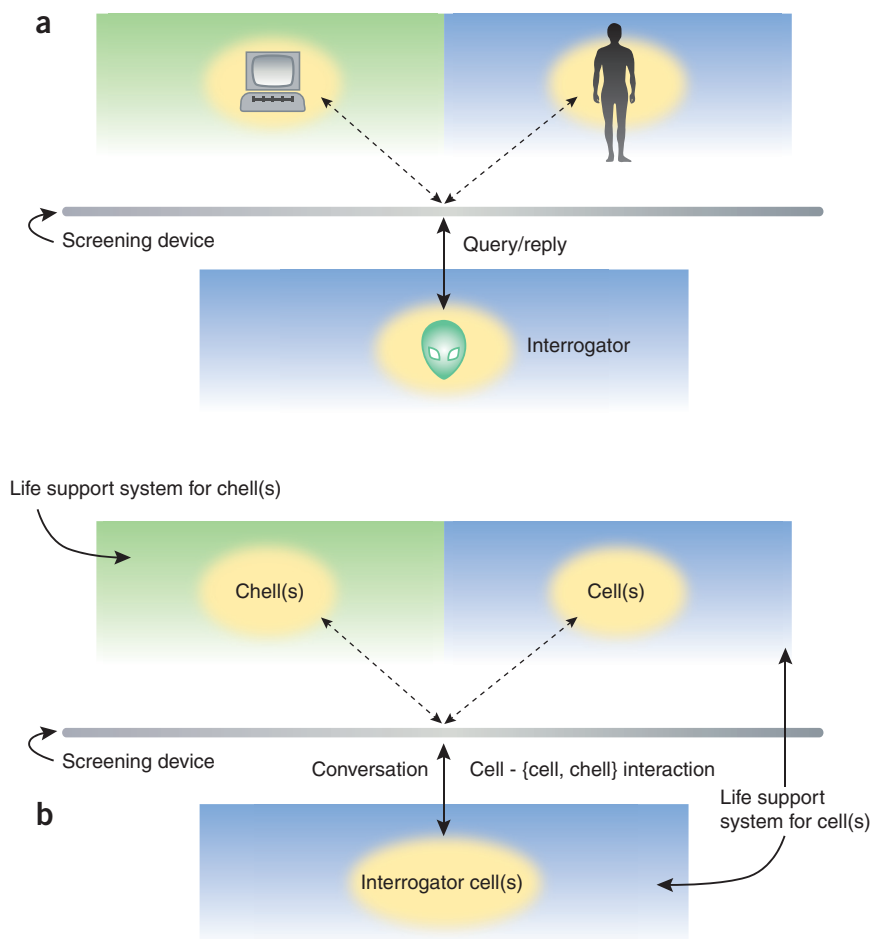 a
Screening device
Query/reply
Interrogator
Life support system for chell(s)
Chell(s)
Cell(s)
Screening device
Conversation
Cell - {cell, chell} interaction
Life support
system for cell(s)
b
Interrogator cell(s)